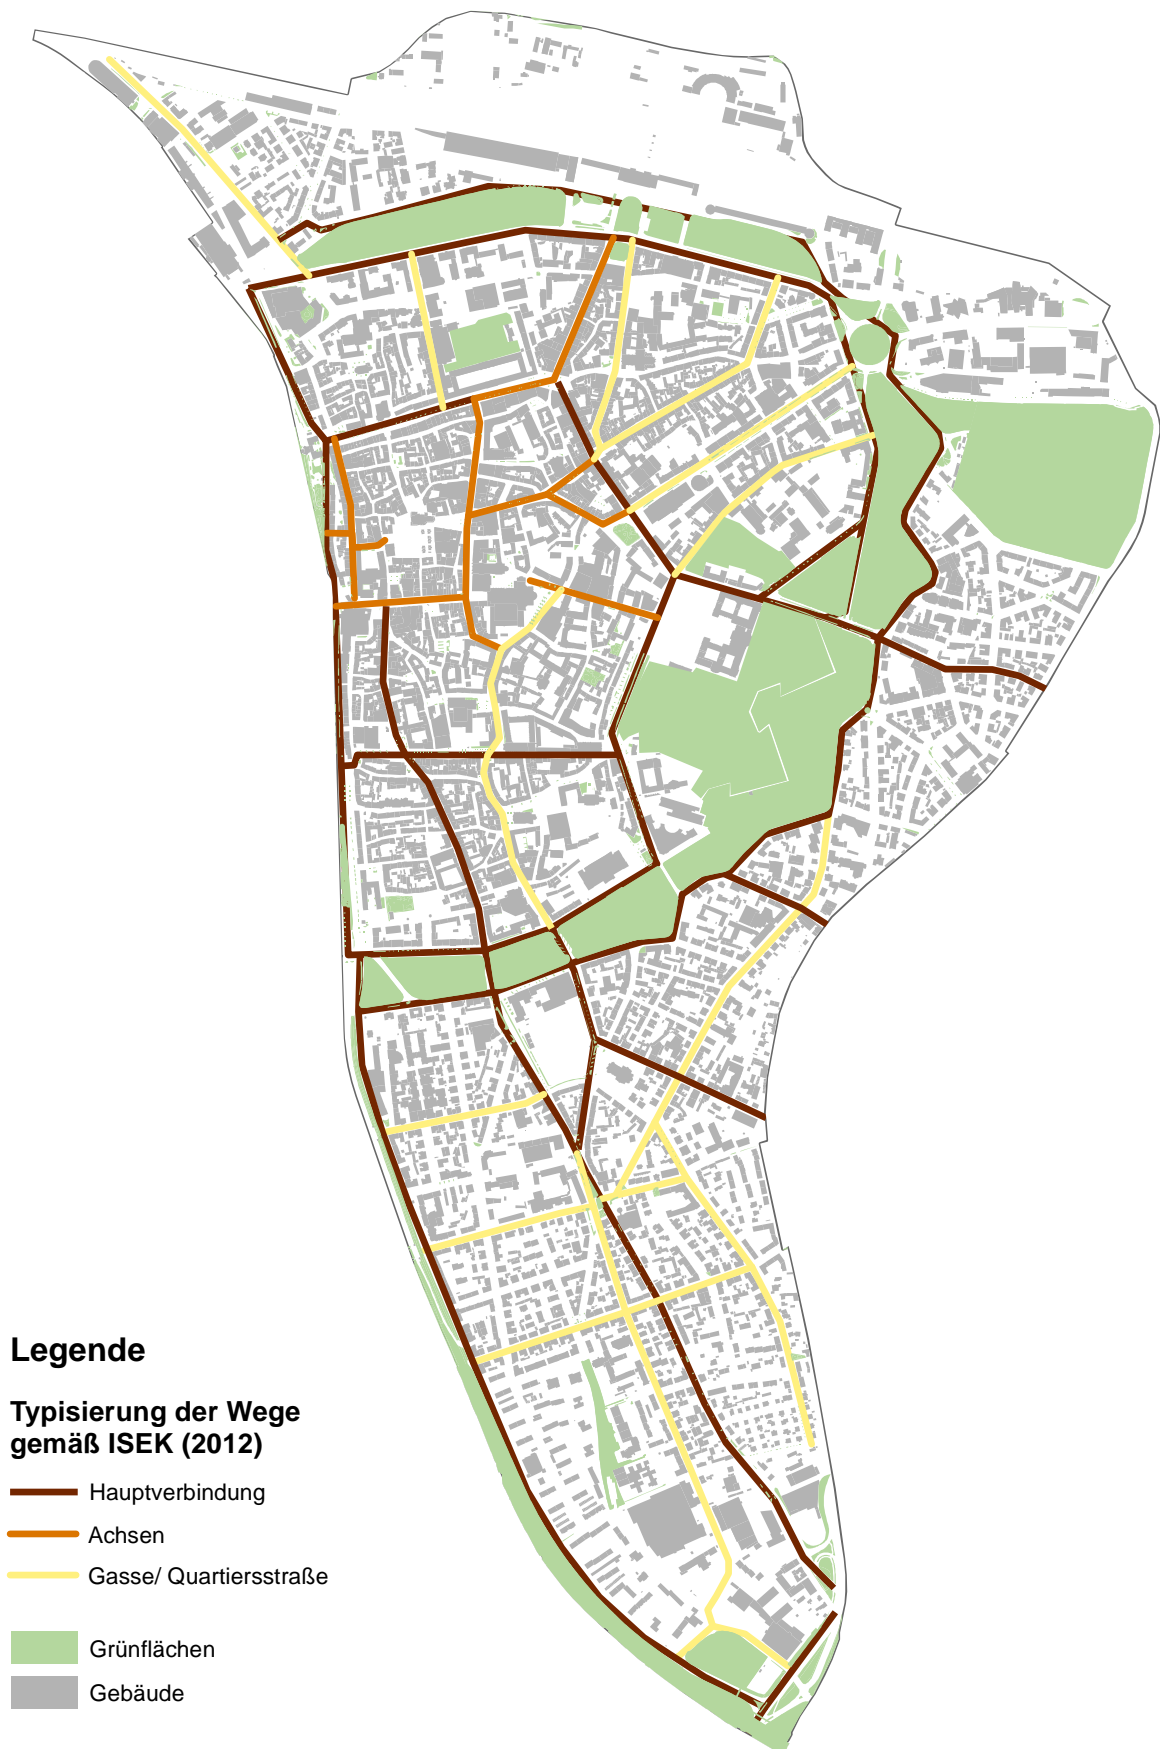 Legende
Typisierung der Wege
gemäß ISEK (2012)
Hauptverbindung
Achsen
Gasse/ Quartiersstraße
Grünflächen
Gebäude